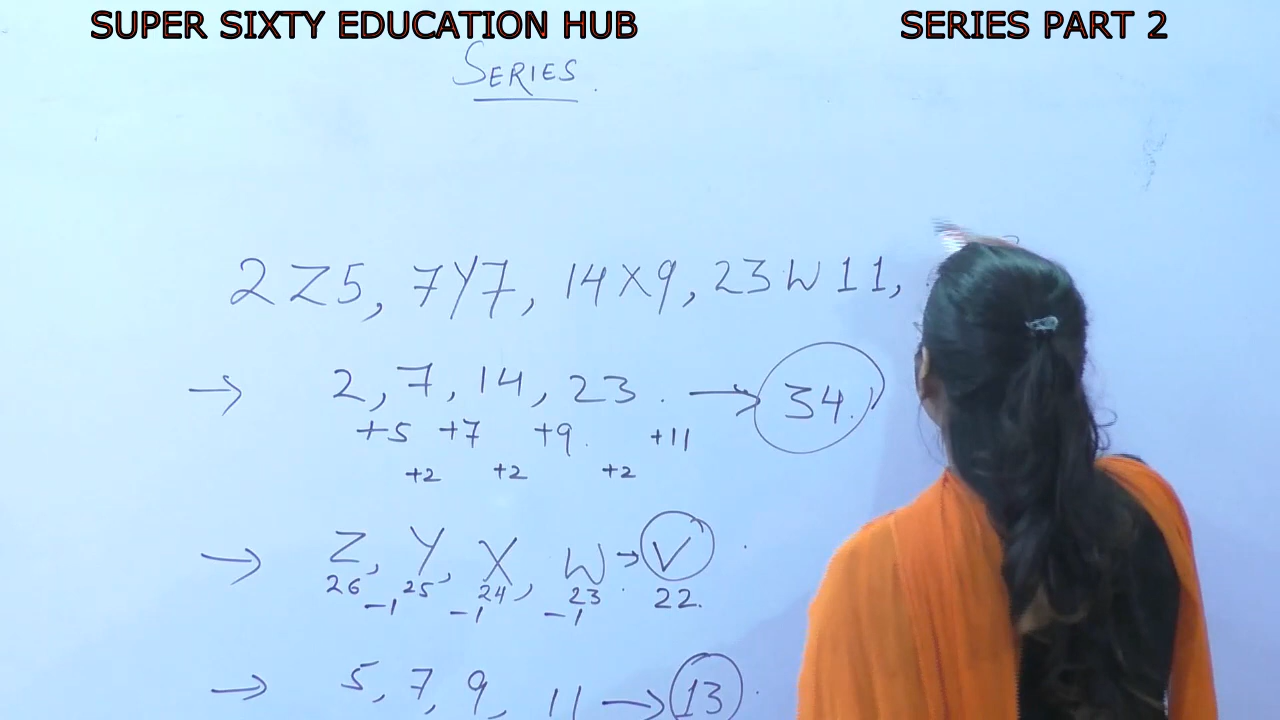 SUPER SIXTY EDUCATION HUB SERIES PART 2
SERIES.
2Z5, 7Y7, 14X9, 23W11,
→ 2, 7, 14, 23. → 34.
+5 +7 +9. +11
+2 +2 +2
→ Z, Y, X, W → V
26 25 24, 23. 22.
-1 -1 -1
→ 5, 7, 9, 11 → 13.